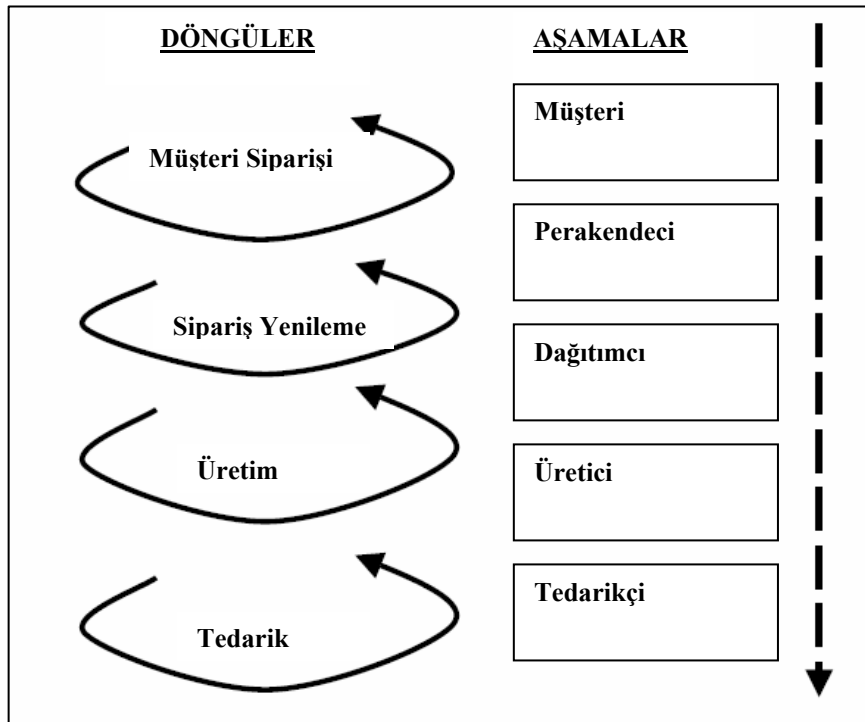 DÖNGÜLER
AŞAMALAR
Müşteri Siparişi
Sipariş Yenileme
Üretim
Tedarik
Müşteri
Perakendeci
Dağıtımcı
Üretici
Tedarikçi